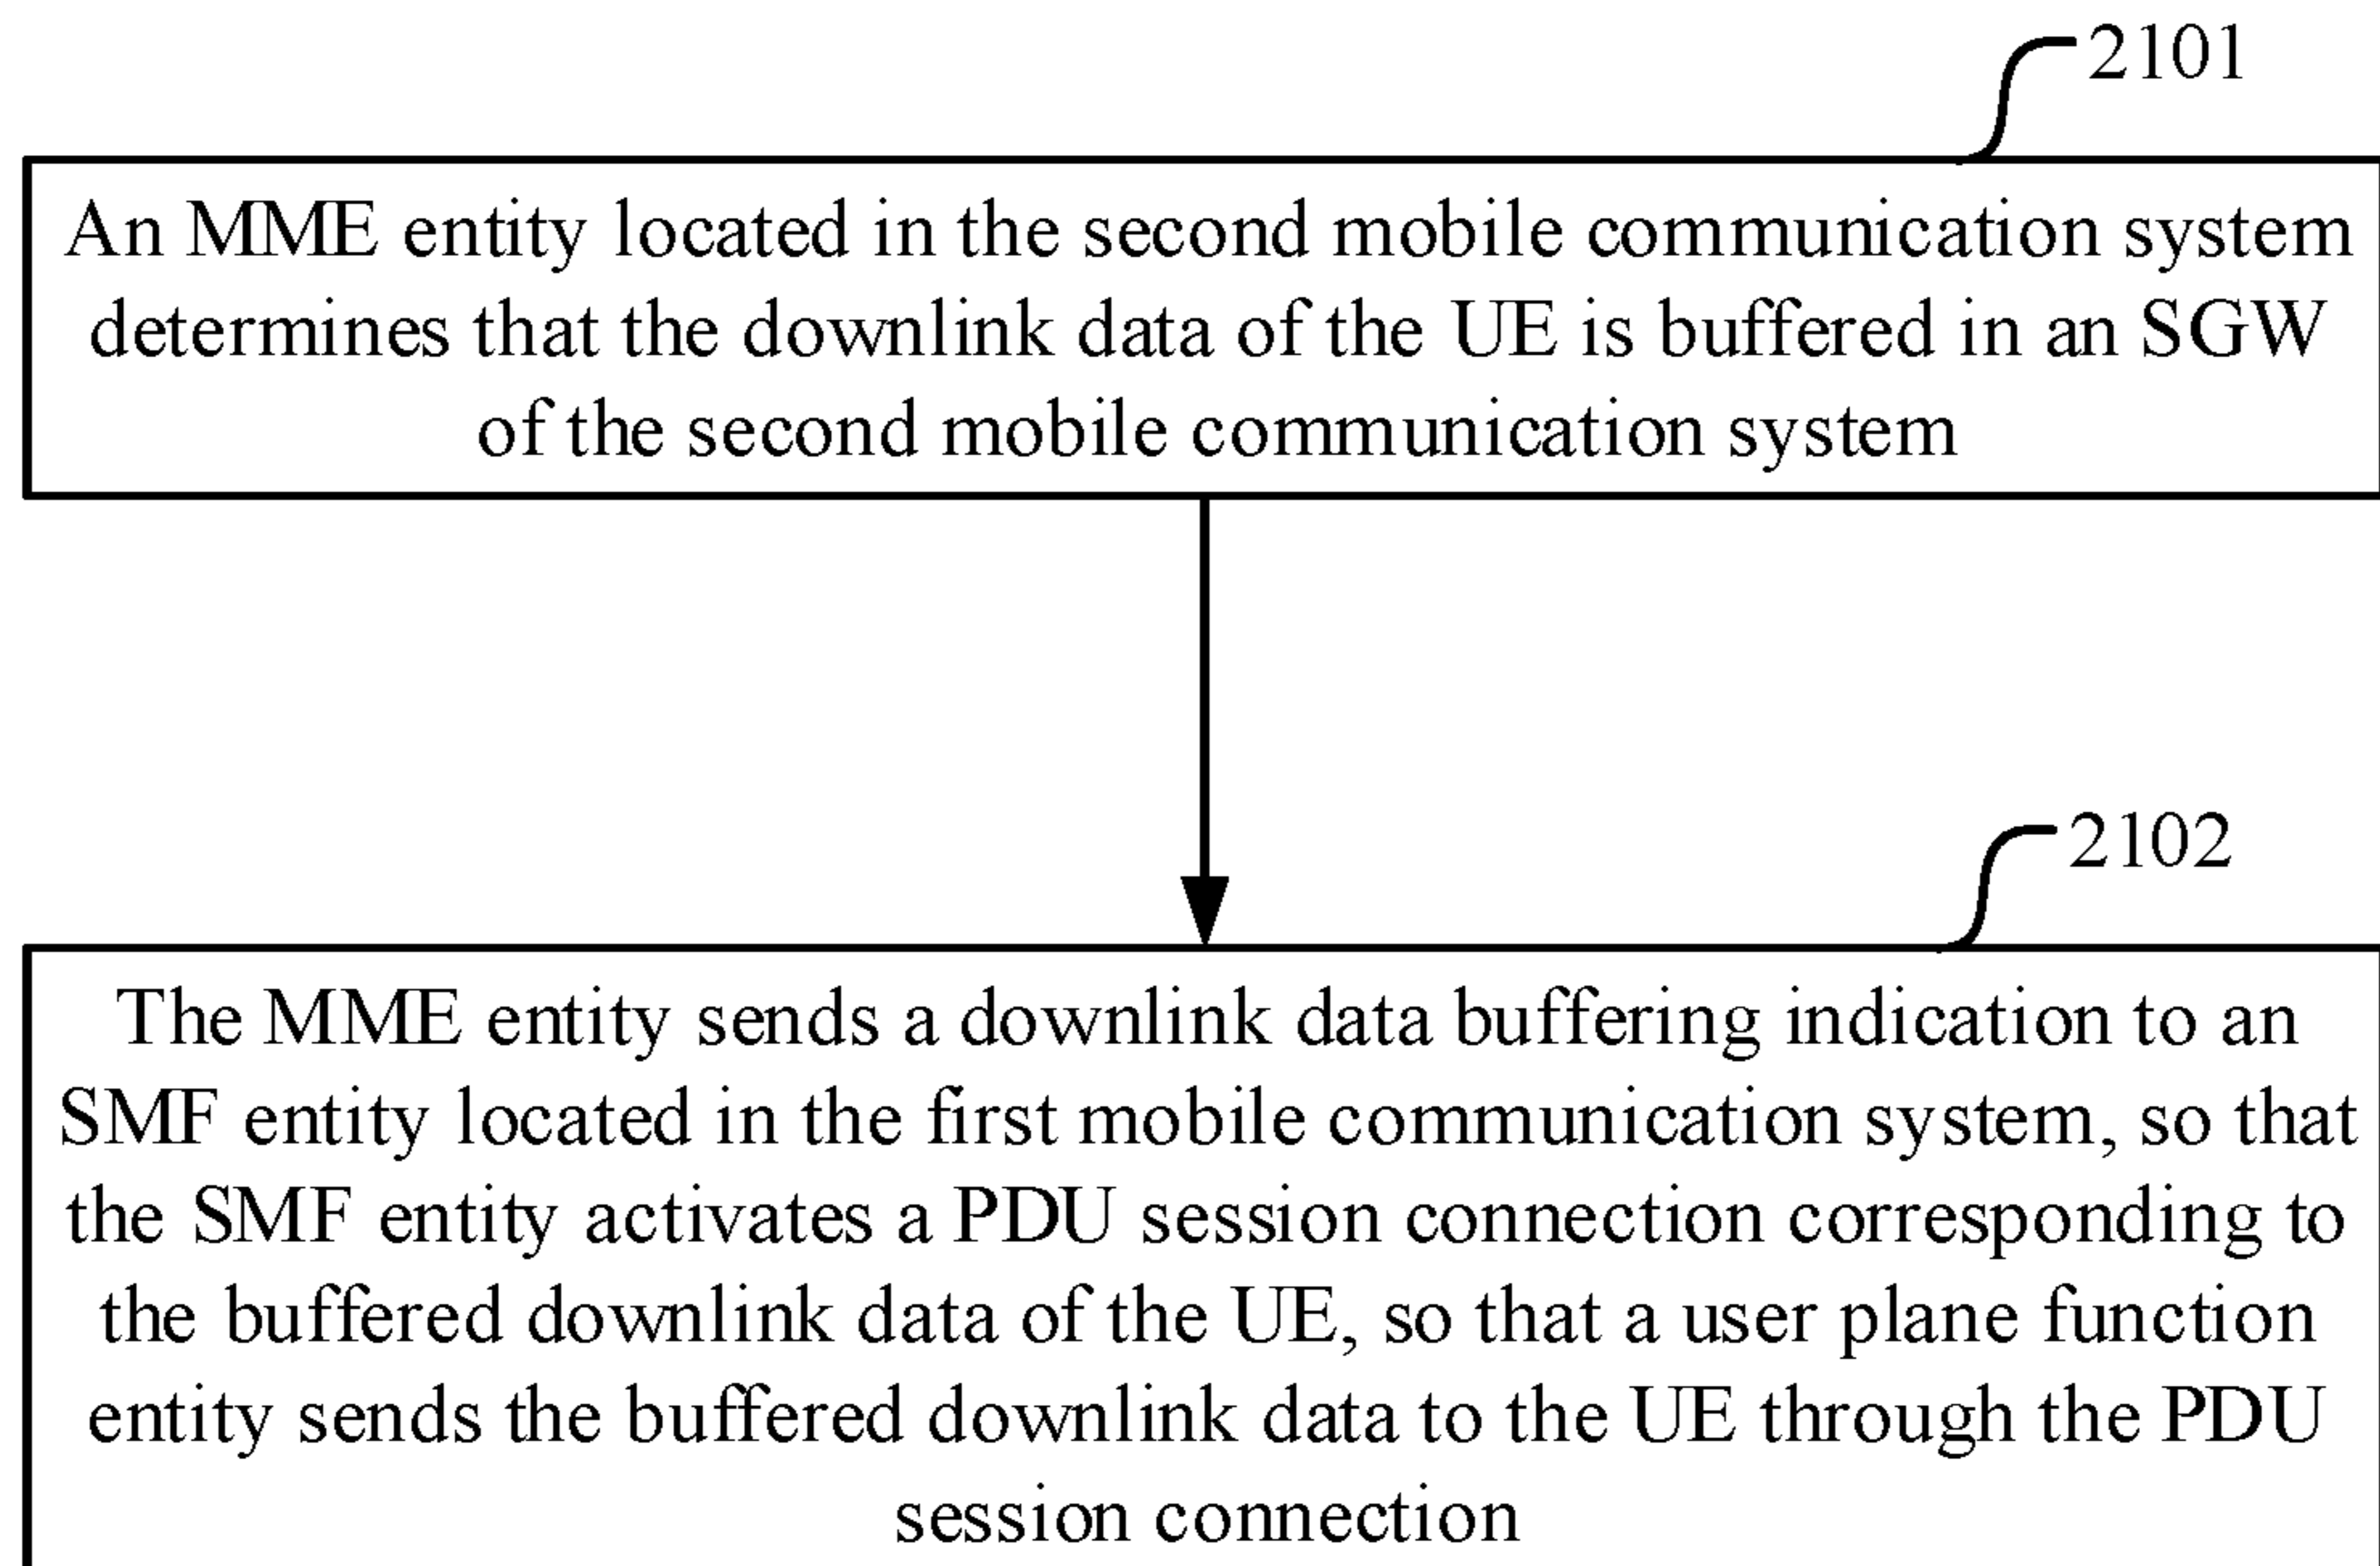 2101
An MME entity located in the second mobile communication system
determines that the downlink data of the UE is buffered in an SGW
of the second mobile communication system
2102
The MME entity sends a downlink data buffering indication to an
SMF entity located in the first mobile communication system, so that
the SMF entity activates a PDU session connection corresponding to
the buffered downlink data of the UE, so that a user plane function
entity sends the buffered downlink data to the UE through the PDU
session connection